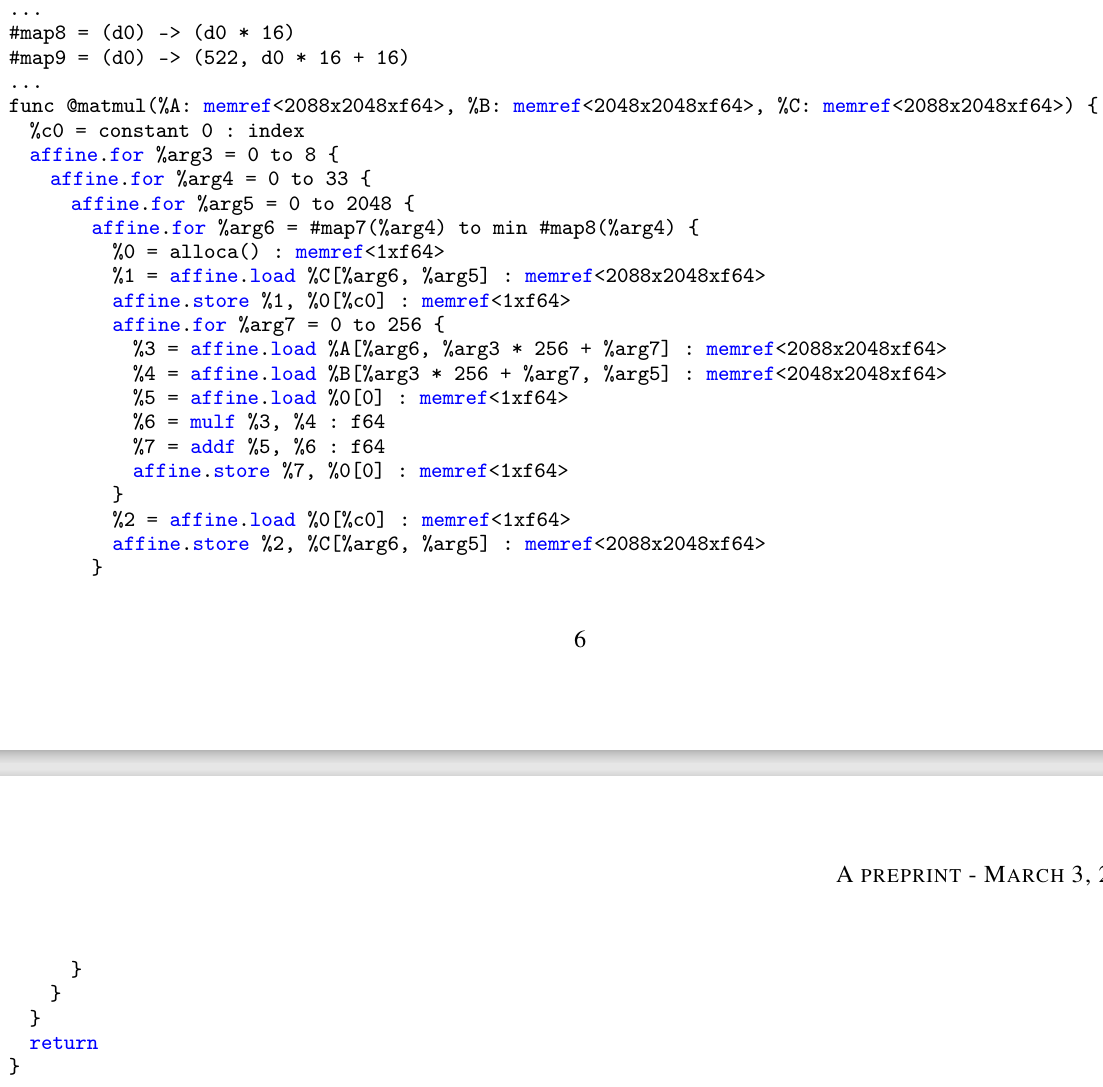 ...
#map8 = (d0) -> (d0 * 16)
#map9 = (d0) -> (522, d0 * 16 + 16)
...
func @matmul(%A: memref<2088x2048xf64>, %B: memref<2048x2048xf64>, %C: memref<2088x2048xf64>) {
  %c0 = constant 0 : index
  affine.for %arg3 = 0 to 8 {
    affine.for %arg4 = 0 to 33 {
      affine.for %arg5 = 0 to 2048 {
        affine.for %arg6 = #map7(%arg4) to min #map8(%arg4) {
          %0 = alloca() : memref<1xf64>
          %1 = affine.load %C[%arg6, %arg5] : memref<2088x2048xf64>
          affine.store %1, %0[%c0] : memref<1xf64>
          affine.for %arg7 = 0 to 256 {
            %3 = affine.load %A[%arg6, %arg3 * 256 + %arg7] : memref<2088x2048xf64>
            %4 = affine.load %B[%arg3 * 256 + %arg7, %arg5] : memref<2048x2048xf64>
            %5 = affine.load %0[0] : memref<1xf64>
            %6 = mulf %3, %4 : f64
            %7 = addf %5, %6 : f64
            affine.store %7, %0[0] : memref<1xf64>
          }
          %2 = affine.load %0[%c0] : memref<1xf64>
          affine.store %2, %C[%arg6, %arg5] : memref<2088x2048xf64>
        }
6
A PREPRINT - MARCH 3,
      }
    }
  }
  return
}